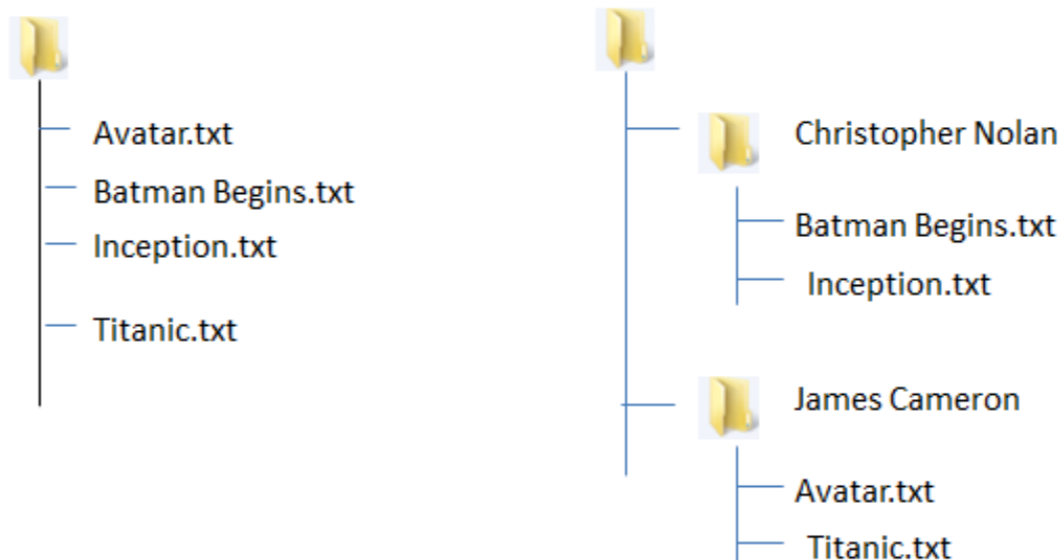 Avatar.txt
Batman Begins.txt
Inception.txt
Titanic.txt
Christopher Nolan
Batman Begins.txt
Inception.txt
James Cameron
Avatar.txt
Titanic.txt